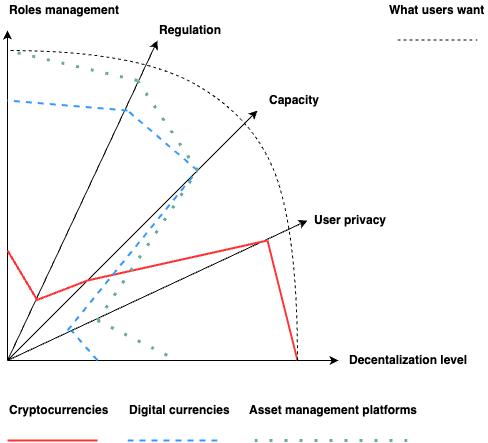 Roles management
What users want
Regulation
Capacity
User privacy
Decentalization level
Cryptocurrencies
Digital currencies
Asset management platforms